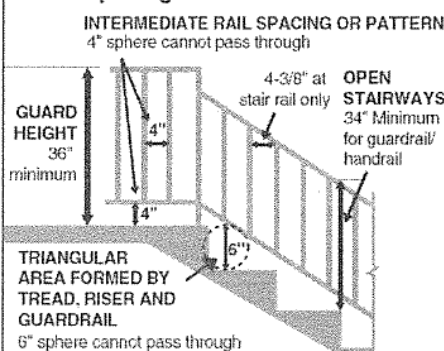 INTERMEDIATE RAIL SPACING OR PATTERN
4" sphere cannot pass through
4-3/8" at
stair rail only
OPEN
STAIRWAYS
34" Minimum
for guardrail/
handrail
GUARD
HEIGHT
36"
minimum
4"
4"
6"
TRIANGULAR
AREA FORMED BY
TREAD, RISER AND
GUARDRAIL
6" sphere cannot pass through